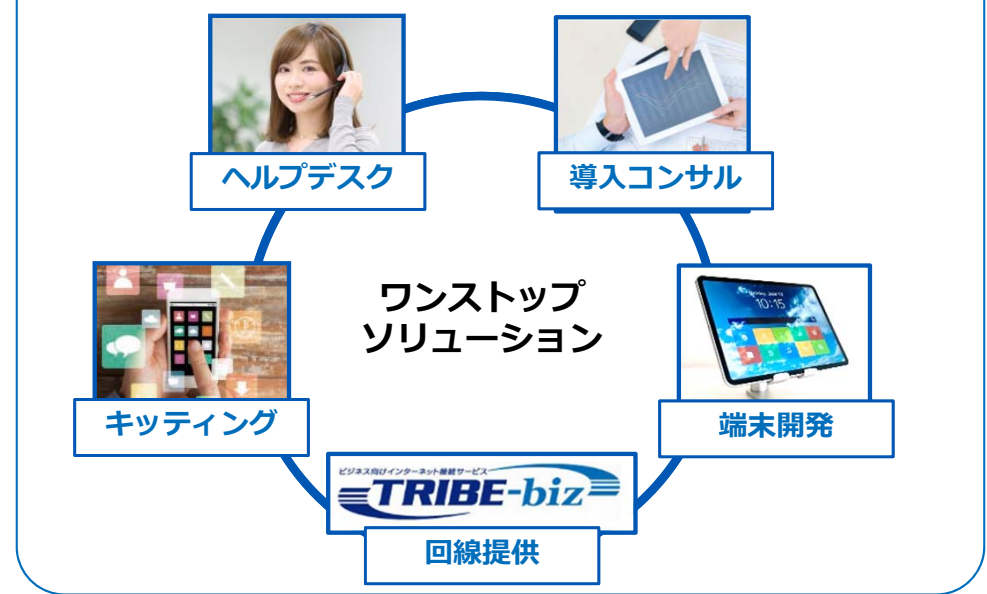 ヘルプデスク
導入コンサル
ワンストップ
ソリューション
10:15
キッティング
端末開発
ビジネス向けインターネット接続サービス
TRIBE-biz
回線提供